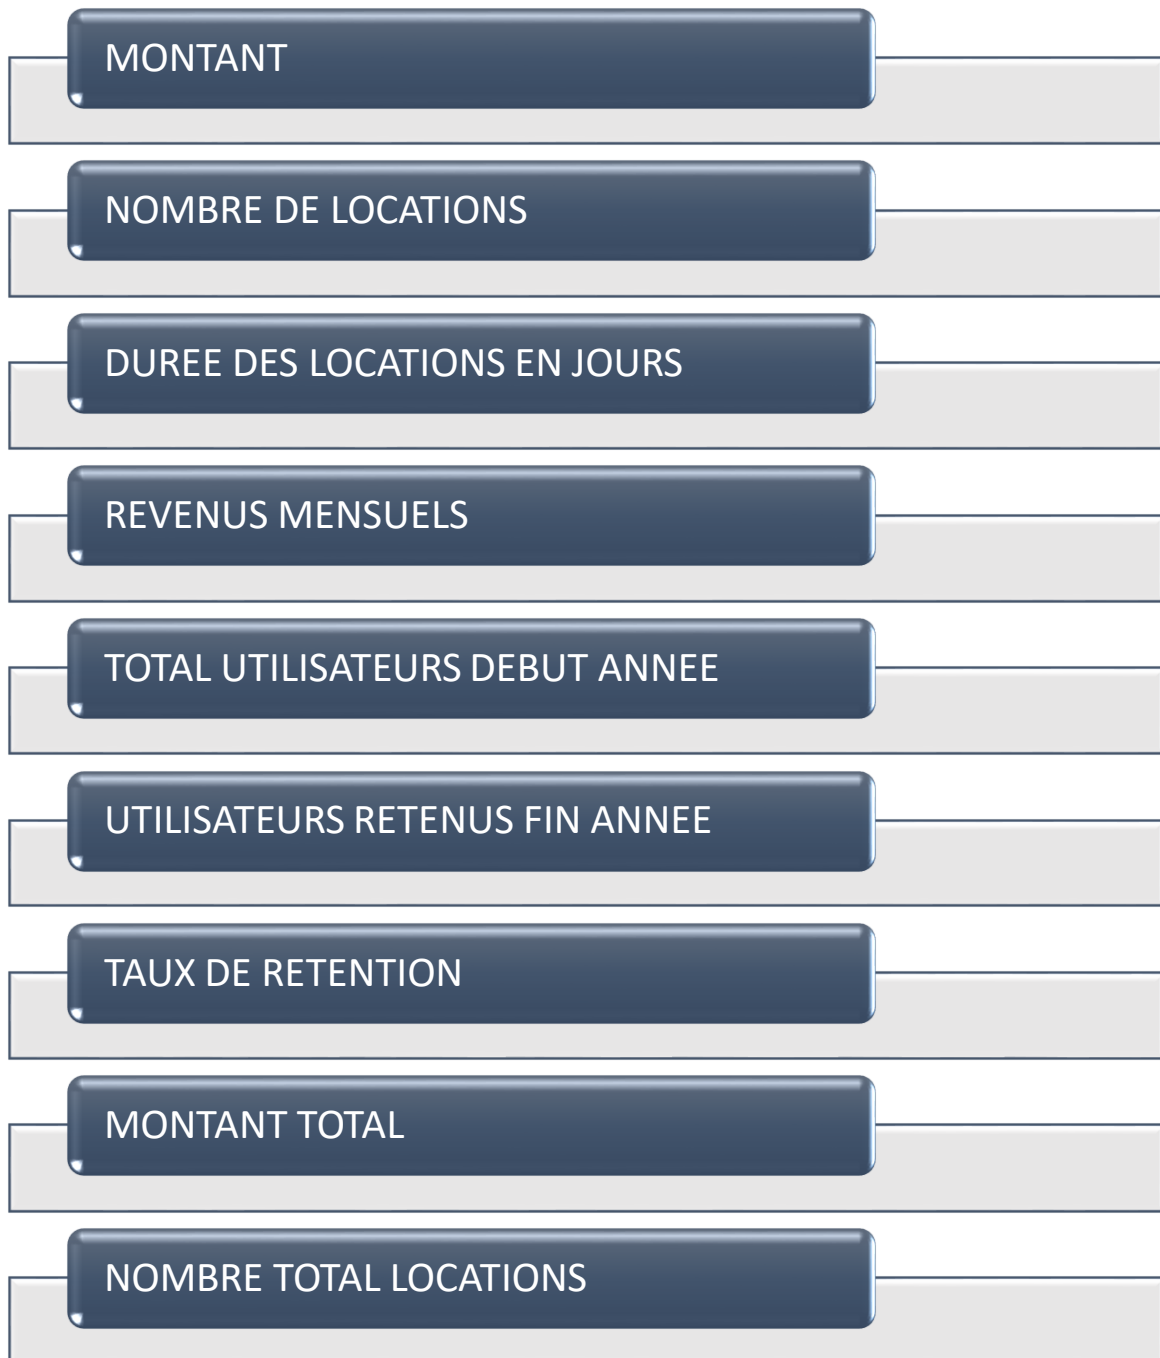 MONTANT
NOMBRE DE LOCATIONS
DUREE DES LOCATIONS EN JOURS
REVENUS MENSUELS
TOTAL UTILISATEURS DEBUT ANNEE
UTILISATEURS RETENUS FIN ANNEE
TAUX DE RETENTION
MONTANT TOTAL
NOMBRE TOTAL LOCATIONS